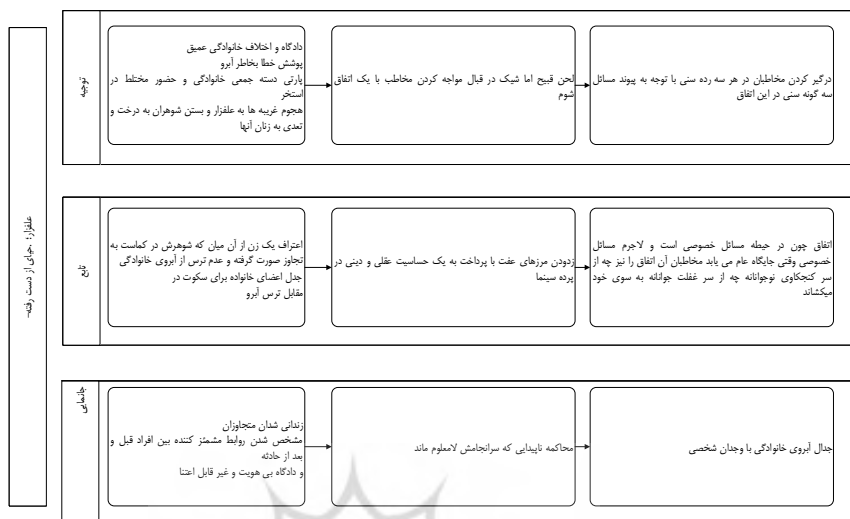 علفزار؛ ،حیای از دست رفته-
توجیه
دادگاه و اختلاف خانوادگی عمیق
پوشش خطا بخاطر آبرو
پارتی دسته جمعی خانوادگی و حضور مختلط در
استخر
هجوم غریبه ها به علفزار و بستن شوهران به درخت و
تعدی به زنان آنها
لحن قبیح اما شیک در قبال مواجه کردن مخاطب با یک اتفاق
شوم
درگیر کردن مخاطبان در هر سه رده سنی با توجه به پیوند مسائل
سه گونه سنی در این اتفاق
تابع
اعتراف یک زن از آن میان که شوهرش در کماست به
تجاوز صورت گرفته و عدم ترس از آبروی خانوادگی
جدل اعضای خانواده برای سکوت در
مقابل ترس آبرو
زدودن مرزهای عفت با پرداخت به یک حساسیت عقلی و دینی در
پرده سینما
اتفاق چون در حیطه مسائل خصوصی است و لاجرم مسائل
خصوصی وقتی جایگاه عام می یابد مخاطبان آن اتفاق را نیز چه از
سر کنجکاوی نوجوانانه چه از سر غفلت جوانانه به سوی خود
میکشاند
جانمایی
زندانی شدان متجاوزان
مشخص شدن روابط مشمئز کننده بین افراد قبل و
بعد از حادثه
و دادگاه بی هویت و غیر قابل اعتنا
محاکمه ناپیدایی که سرانجامش لامعلوم ماند
جدال آبروی خانوادگی با وجدان شخصی